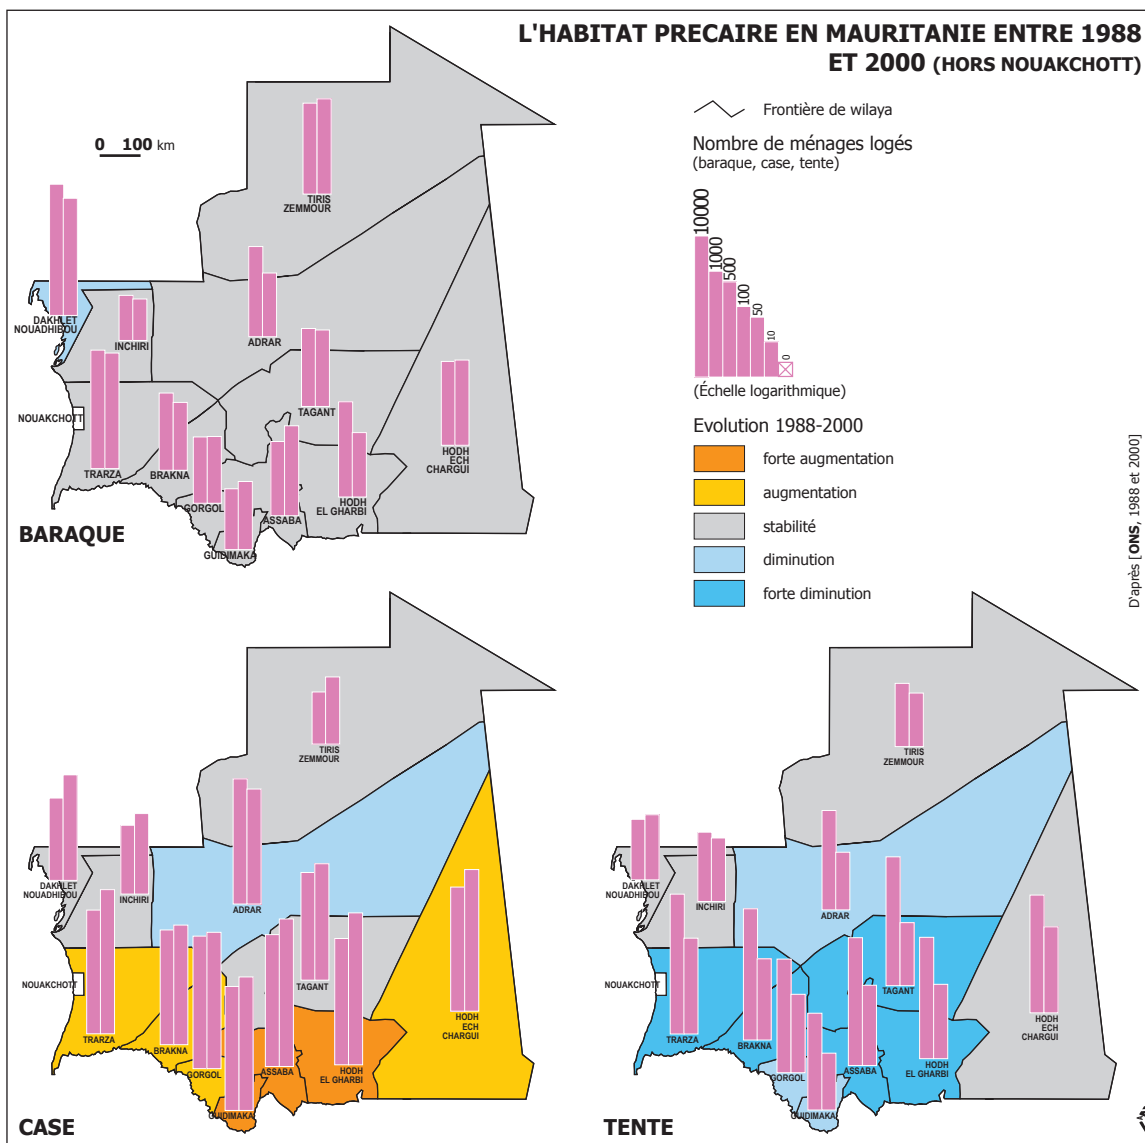 L'HABITAT PRECAIRE EN MAURITANIE ENTRE 1988
ET 2000 (HORS NOUAKCHOTT)
Frontière de wilaya
Nombre de ménages logés
(baraque, case, tente)
10000
1000
500
100
50
10
0
(Échelle logarithmique)
Evolution 1988-2000
forte augmentation
augmentation
stabilité
diminution
forte diminution
D'après [ONS, 1988 et 2000]
0 100 km
TIRIS
ZEMMOUR
DAKHLET
NOUADHIBOU
INCHIRI
ADRAR
TAGANT
NOUAKCHOTT
TRARZA
BRAKNA
GORGOL
GUIDIMAKA
ASSABA
HODH
EL GHARBI
HODH
ECH
CHARGUI
BARAQUE
TIRIS
ZEMMOUR
DAKHLET
NOUADHIBOU
INCHIRI
ADRAR
TAGANT
NOUAKCHOTT
TRARZA
BRAKNA
GORGOL
GUIDIMAKA
ASSABA
HODH
EL GHARBI
HODH
ECH
CHARGUI
CASE
TIRIS
ZEMMOUR
DAKHLET
NOUADHIBOU
INCHIRI
ADRAR
TAGANT
NOUAKCHOTT
TRARZA
BRAKNA
GORGOL
GUIDIMAKA
ASSABA
HODH
EL GHARBI
HODH
ECH
CHARGUI
TENTE